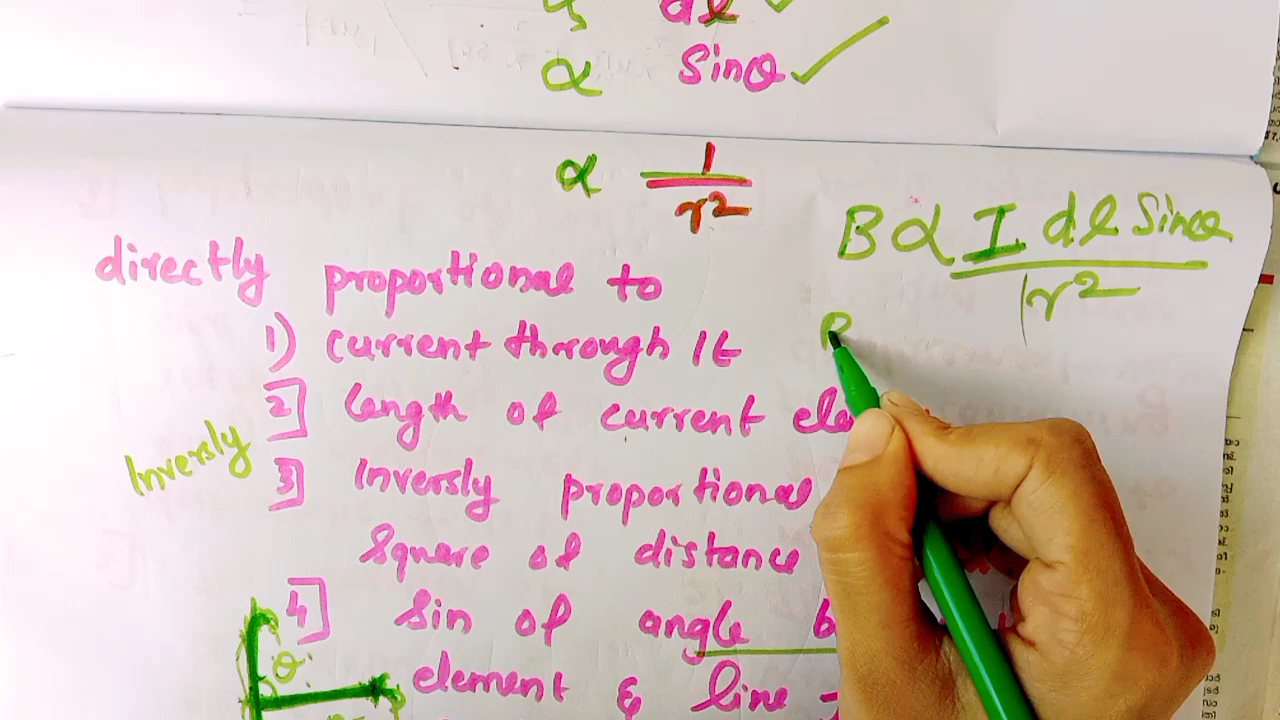 dl
α Sinθ
α 1/r²
B α I dl Sinθ / r²
directly proportional to
1) current through It
2] length of current
Inversly
3] Inversly proportional
Square of distance
4] Sin of angle
θ
element & line